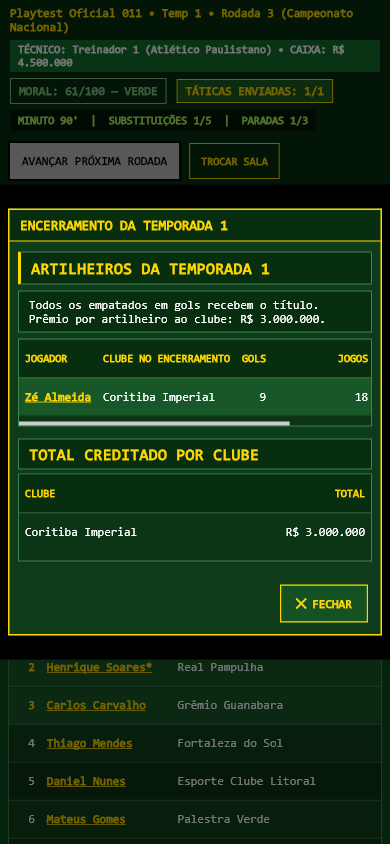 Playtest Oficial 011 • Temp 1 • Rodada 3 (Campeonato
Nacional)
TÉCNICO: Treinador 1 (Atlético Paulistano) • CAIXA: R$
4.500.000
MORAL: 61/100 — VERDE
TÁTICAS ENVIADAS: 1/1
MINUTO 90' | SUBSTITUIÇÕES 1/5 | PARADAS 1/3
AVANÇAR PRÓXIMA RODADA
TROCAR SALA
ENCERRAMENTO DA TEMPORADA 1
ARTILHEIROS DA TEMPORADA 1
Todos os empatados em gols recebem o título.
Prêmio por artilheiro ao clube: R$ 3.000.000.
JOGADOR CLUBE NO ENCERRAMENTO GOLS JOGOS
Zé Almeida Coritiba Imperial 9 18
TOTAL CREDITADO POR CLUBE
CLUBE TOTAL
Coritiba Imperial R$ 3.000.000
✕ FECHAR
2 Henrique Soares* Real Pampulha
3 Carlos Carvalho Grêmio Guanabara
4 Thiago Mendes Fortaleza do Sol
5 Daniel Nunes Esporte Clube Litoral
6 Mateus Gomes Palestra Verde